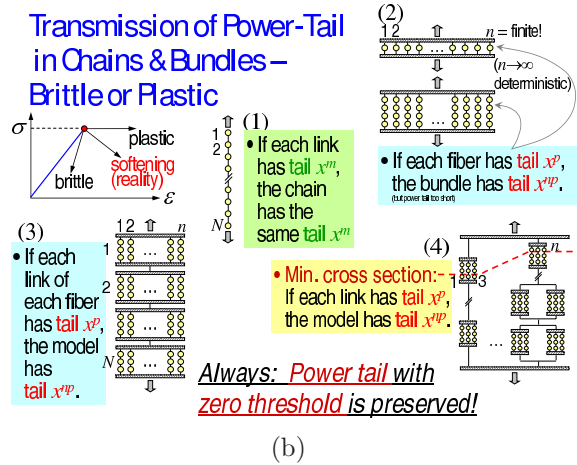 Transmission of Power-Tail
in Chains & Bundles –
Brittle or Plastic
σ
plastic
softening
(reality)
brittle
ε
(1)
1
2
N
• If each link
has tail x^m,
the chain
has the
same tail x^m
(2)
1 2
n = finite!
...
(n→∞
deterministic)
...
• If each fiber has tail x^p,
the bundle has tail x^np.
(but power tail too short)
(3)
• If each
link of
each fiber
has tail x^p,
the model
has
tail x^np.
12
n
1
...
2
...
...
N
...
(4)
• Min. cross section:
If each link has tail x^p,
the model has tail x^np.
1
3
n
...
Always: Power tail with
zero threshold is preserved!
(b)